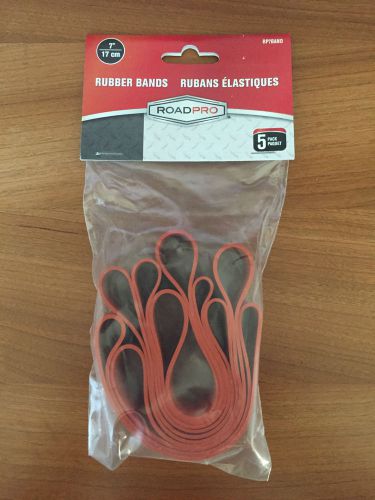 7"
17 cm
RP7BAND
RUBBER BANDS RUBANS ÉLASTIQUES
ROADPRO
5 PACK
PAQUET